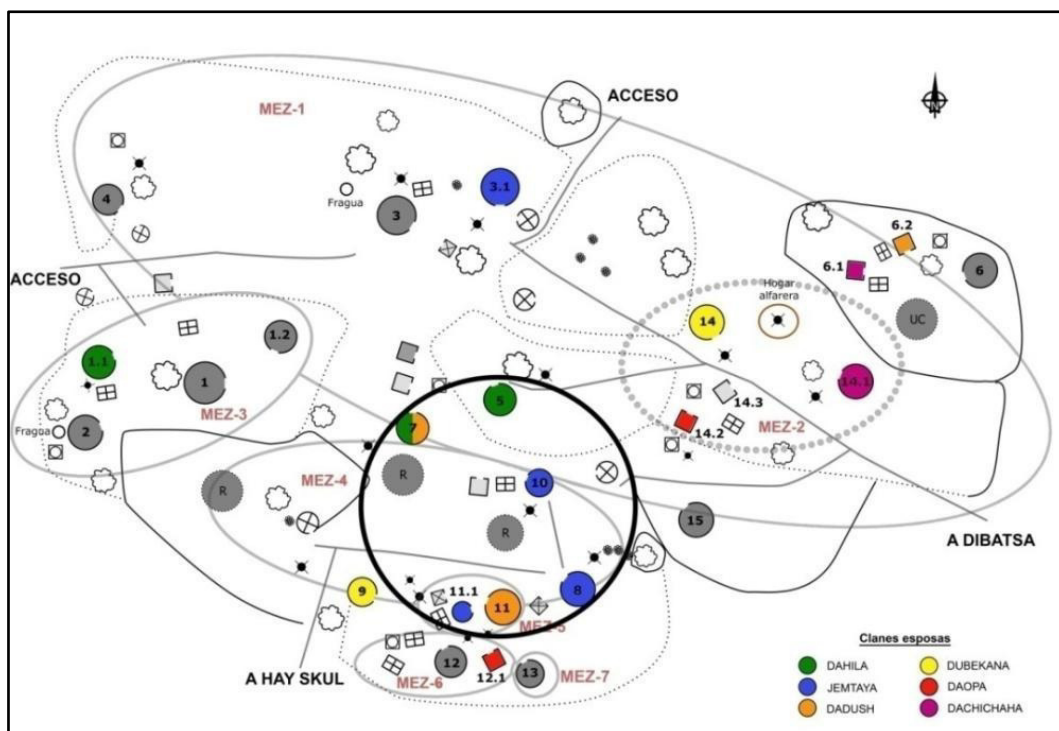 MEZ-1
ACCESO
N
3.1
4
Fragua
3
6.2
6.1
6
ACCESO
Hogar
alfarera
UC
14
1.2
1.1
1
14.1
MEZ-3
5
14.3
Fragua
2
7
14.2
MEZ-2
MEZ-4
R
10
R
15
R
A DIBATSA
9
11.1
8
11
MEZ-5
12
A HAY SKUL
MEZ-6
12.1
13
MEZ-7
Clanes esposas
DAHILA
DUBEKANA
JEMTAYA
DAOPA
DADUSH
DACHICHAHA